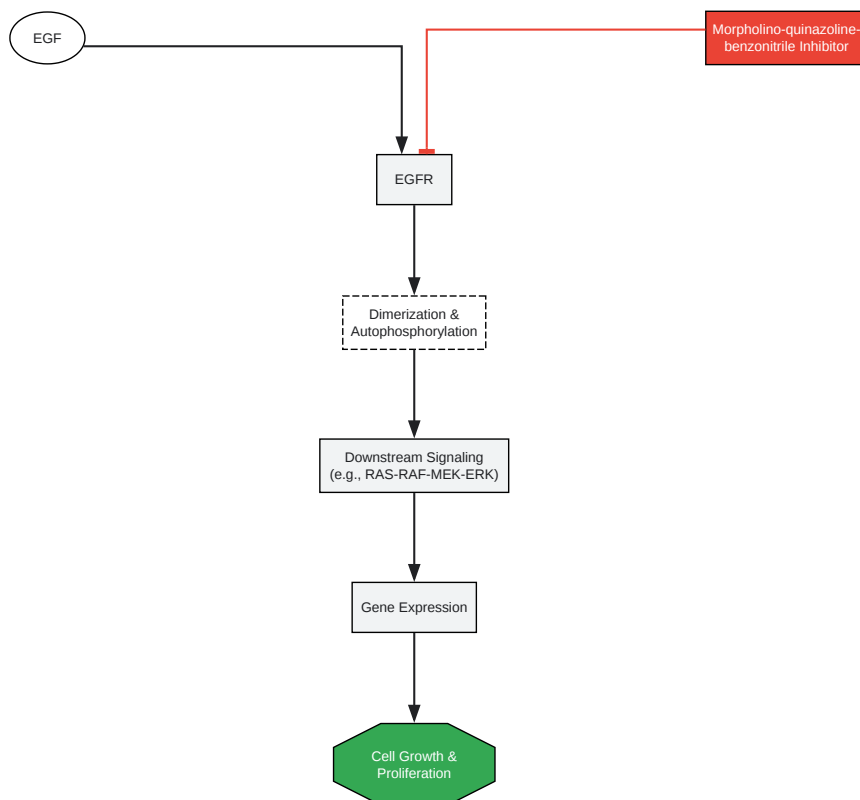 EGF
Morpholino-quinazoline-
benzonitrile Inhibitor
EGFR
Dimerization &
Autophosphorylation
Downstream Signaling
(e.g., RAS-RAF-MEK-ERK)
Gene Expression
Cell Growth &
Proliferation